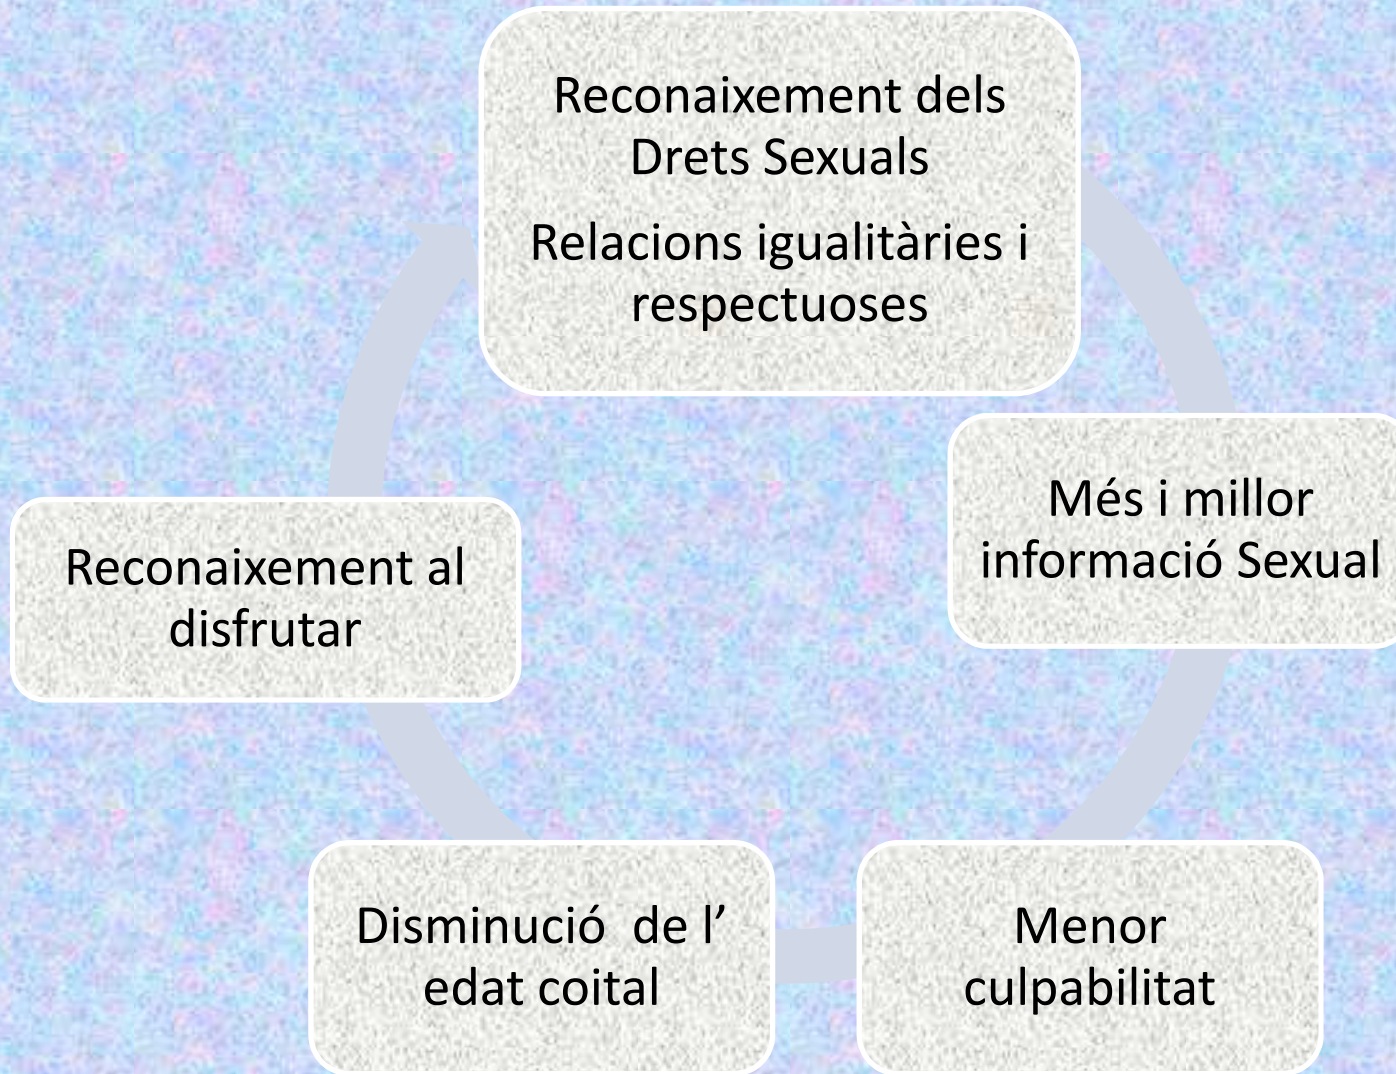 Reconaixement dels
Drets Sexuals
Relacions igualitàries i
respectuoses
Més i millor
informació Sexual
Menor
culpabilitat
Disminució  de l’
edat coital
Reconaixement al
disfrutar